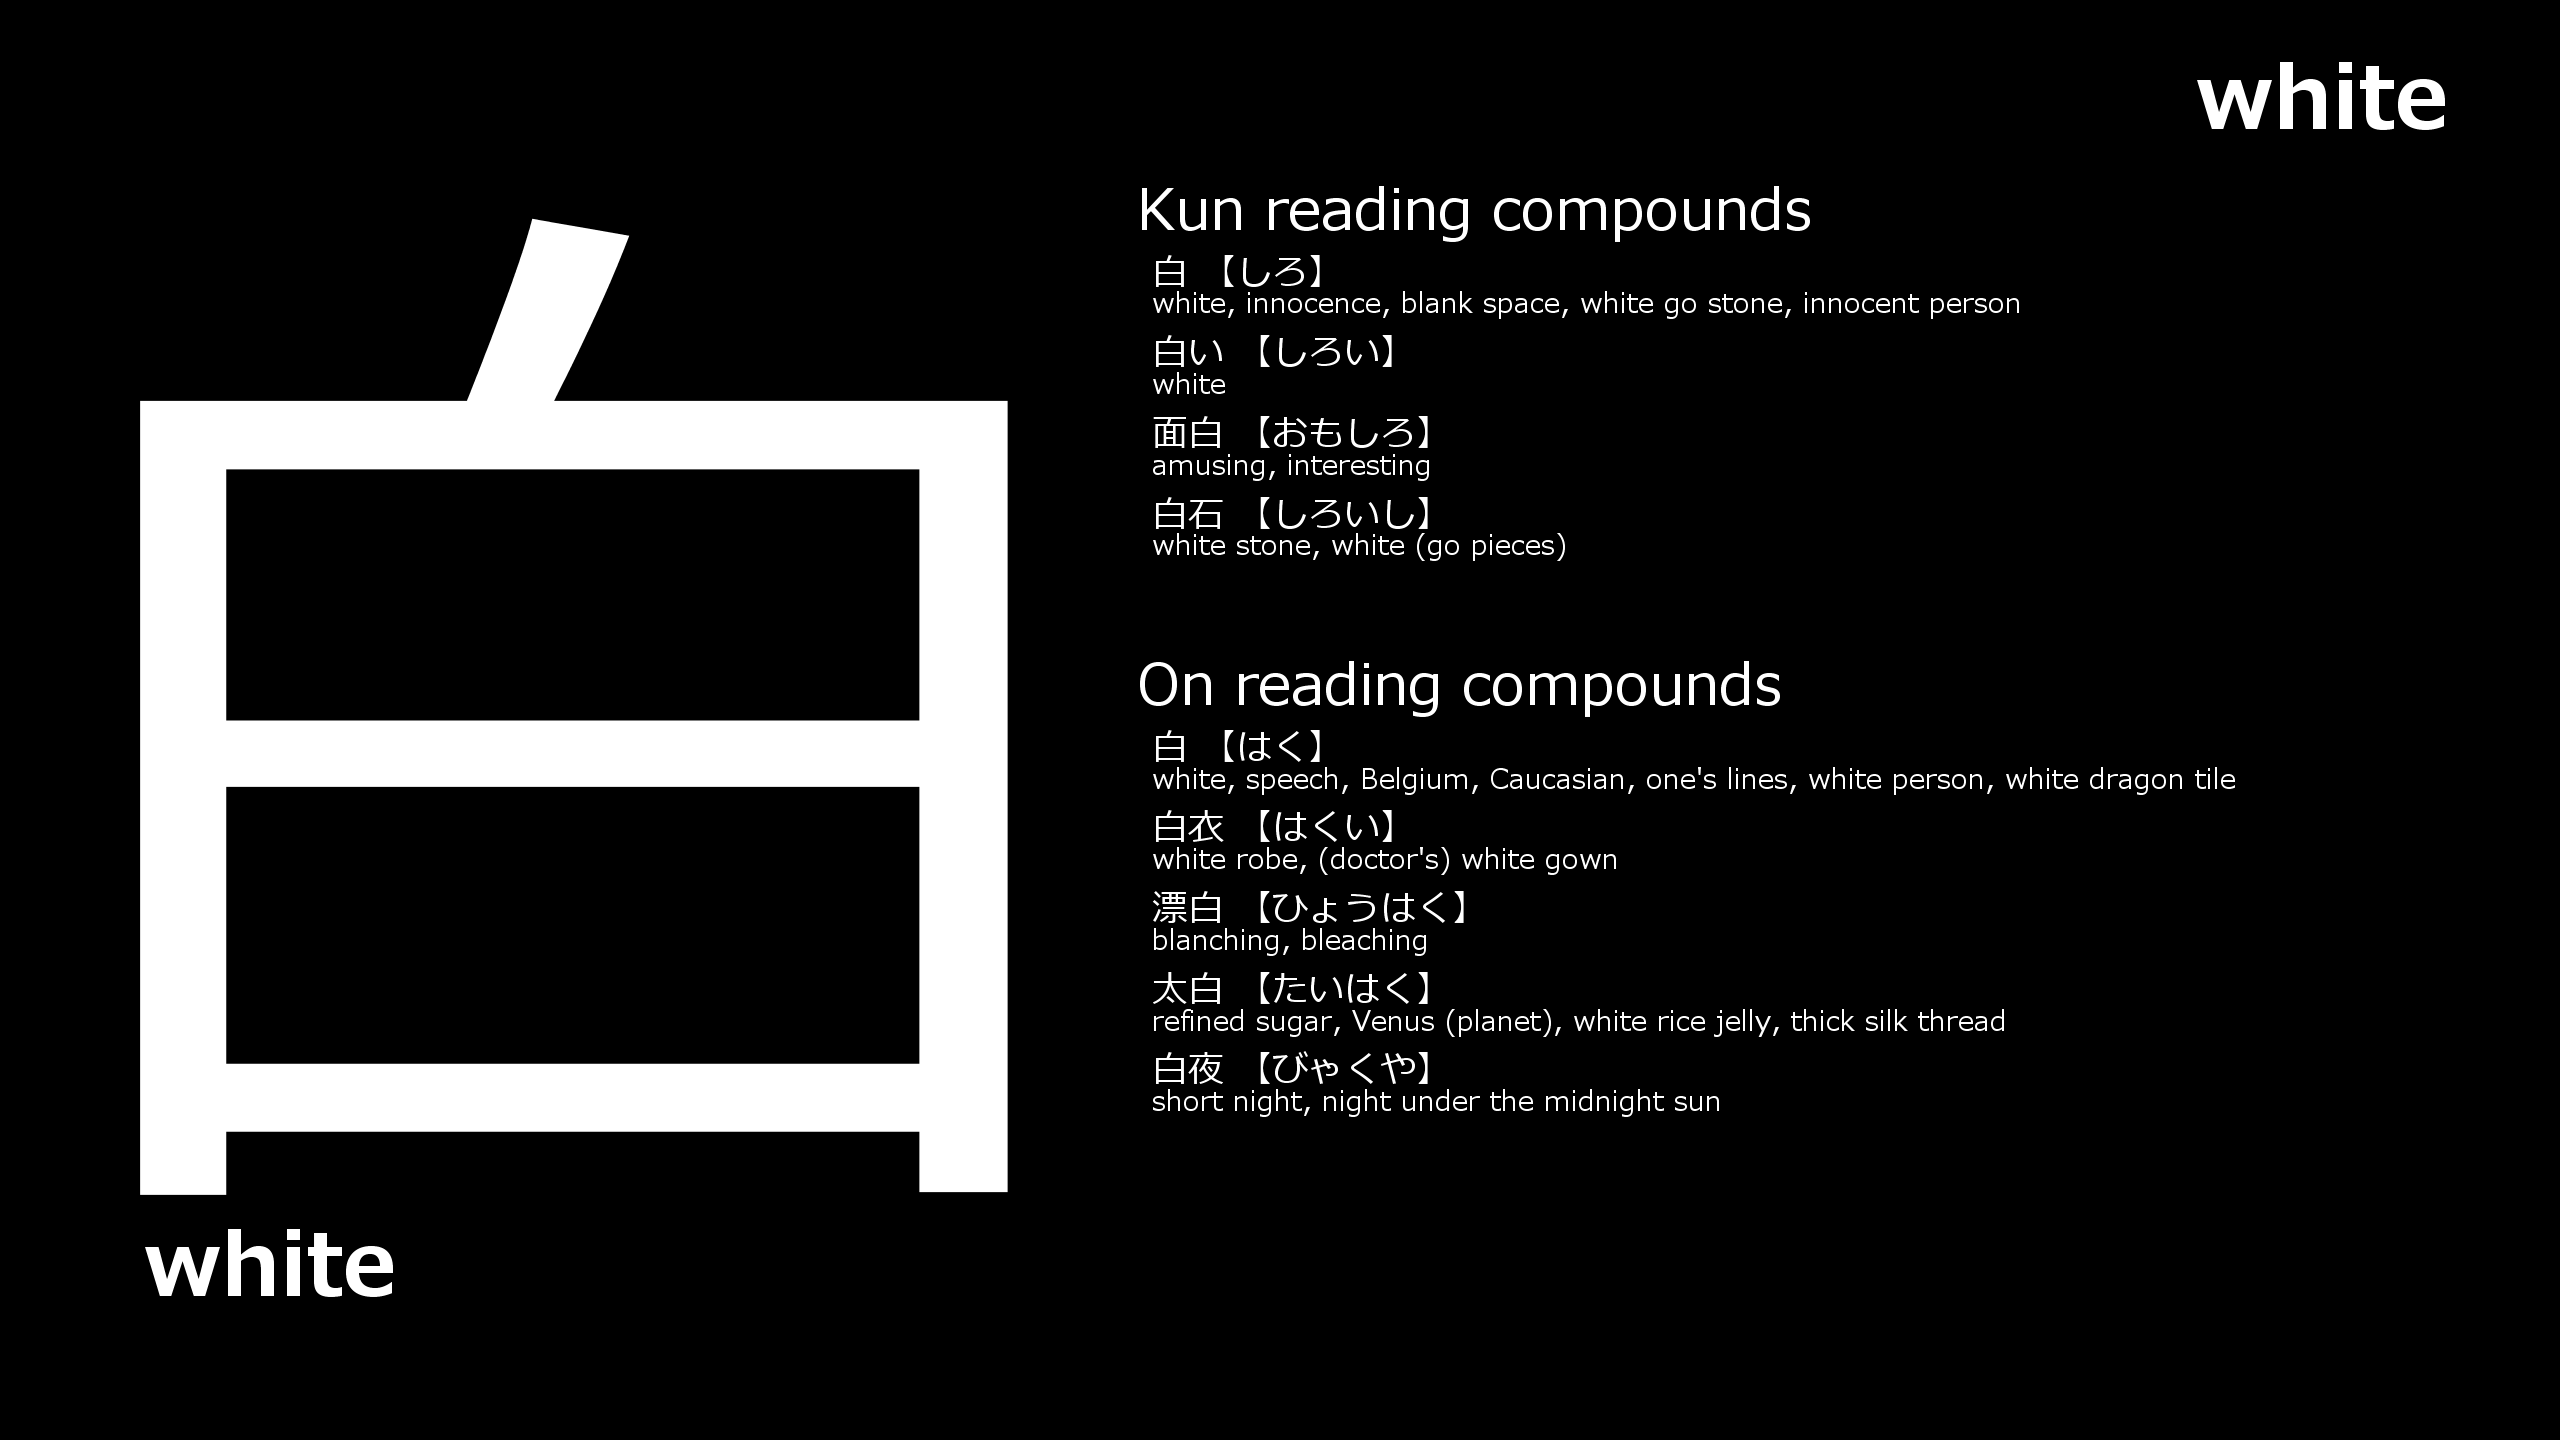 white
白
white
Kun reading compounds
白 【しろ】
white, innocence, blank space, white go stone, innocent person
白い 【しろい】
white
面白 【おもしろ】
amusing, interesting
白石 【しろいし】
white stone, white (go pieces)
On reading compounds
白 【はく】
white, speech, Belgium, Caucasian, one's lines, white person, white dragon tile
白衣 【はくい】
white robe, (doctor's) white gown
漂白 【ひょうはく】
blanching, bleaching
太白 【たいはく】
refined sugar, Venus (planet), white rice jelly, thick silk thread
白夜 【びゃくや】
short night, night under the midnight sun